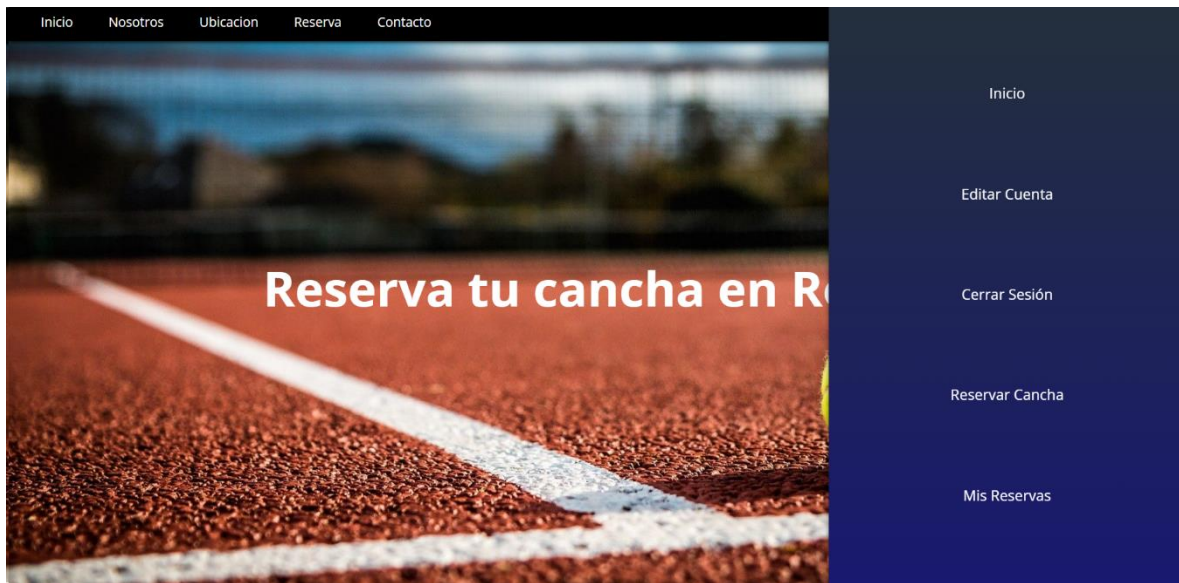 Inicio Nosotros Ubicacion Reserva Contacto
Reserva tu cancha en R
Inicio
Editar Cuenta
Cerrar Sesión
Reservar Cancha
Mis Reservas